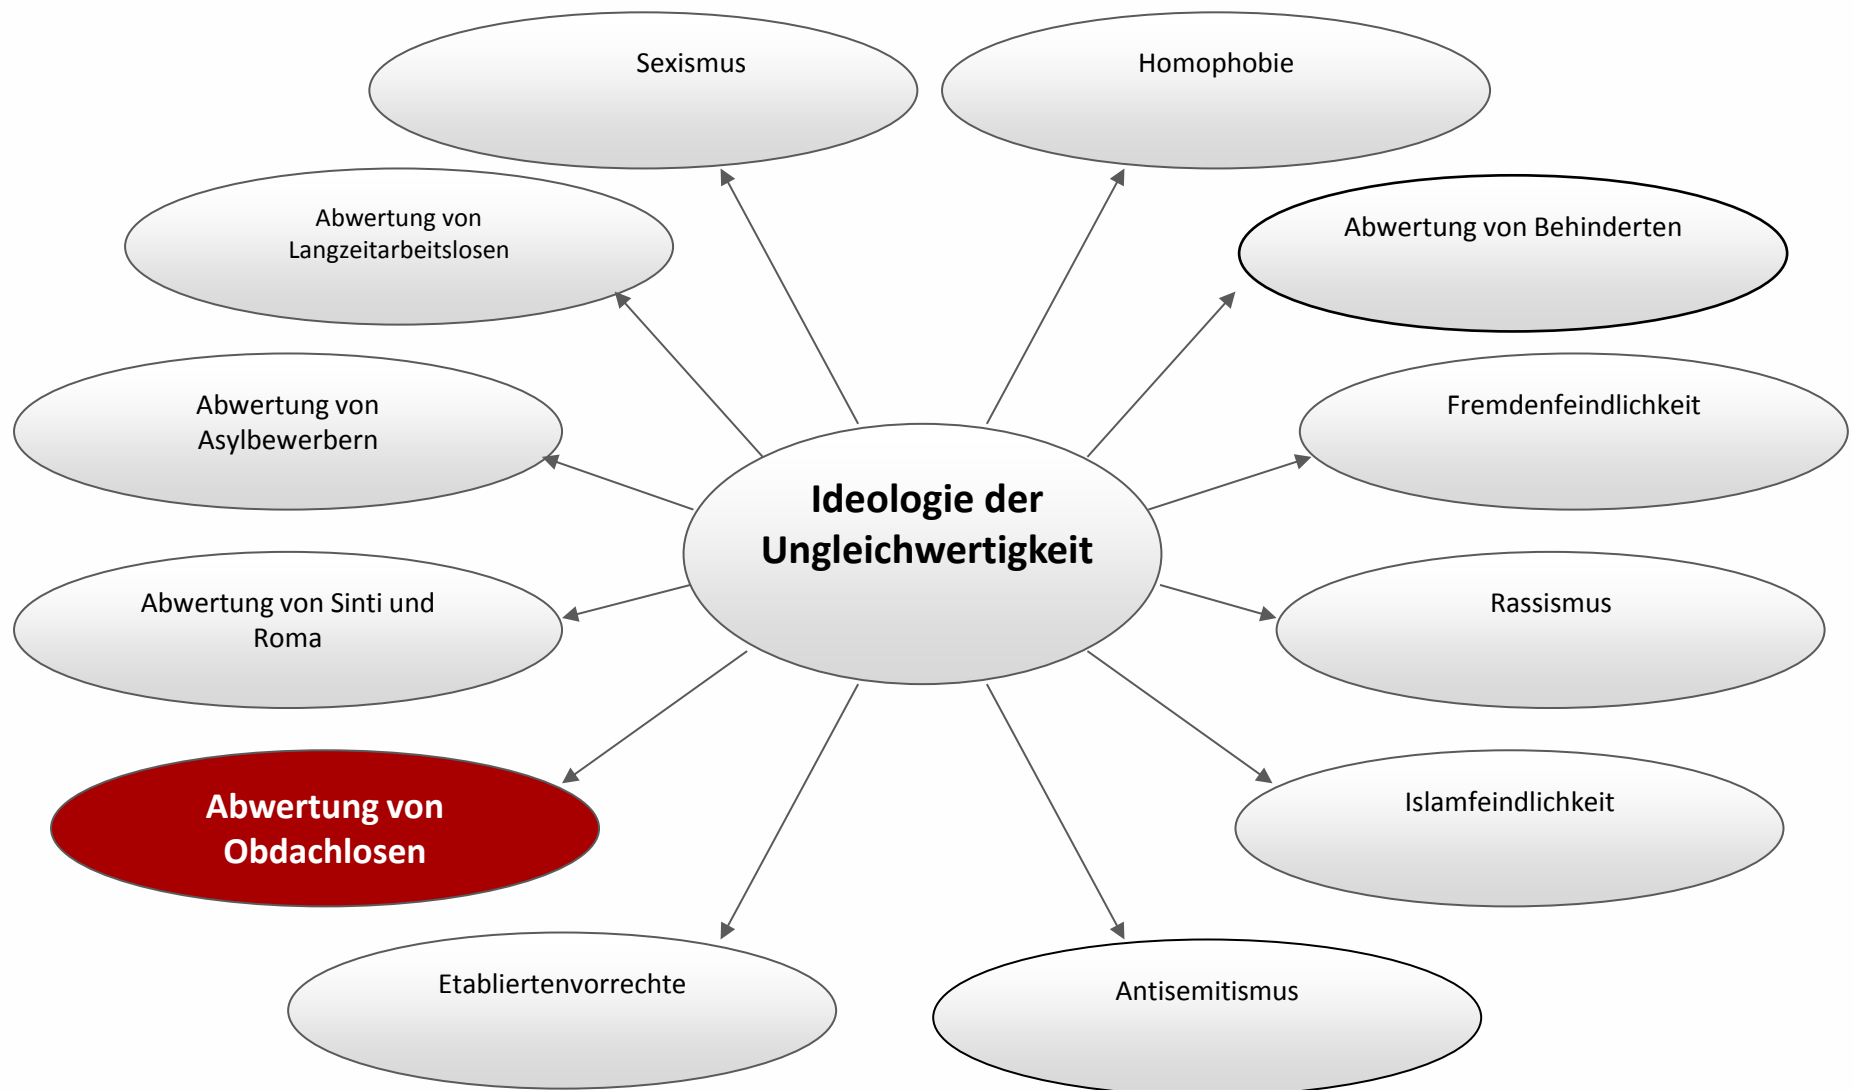 Sexismus
Homophobie
Abwertung von
Langzeitarbeitslosen
Abwertung von Behinderten
Abwertung von
Asylbewerbern
Fremdenfeindlichkeit
Ideologie der
Ungleichwertigkeit
Abwertung von Sinti und
Roma
Rassismus
Abwertung von
Obdachlosen
Islamfeindlichkeit
Etabliertenvorrechte
Antisemitismus